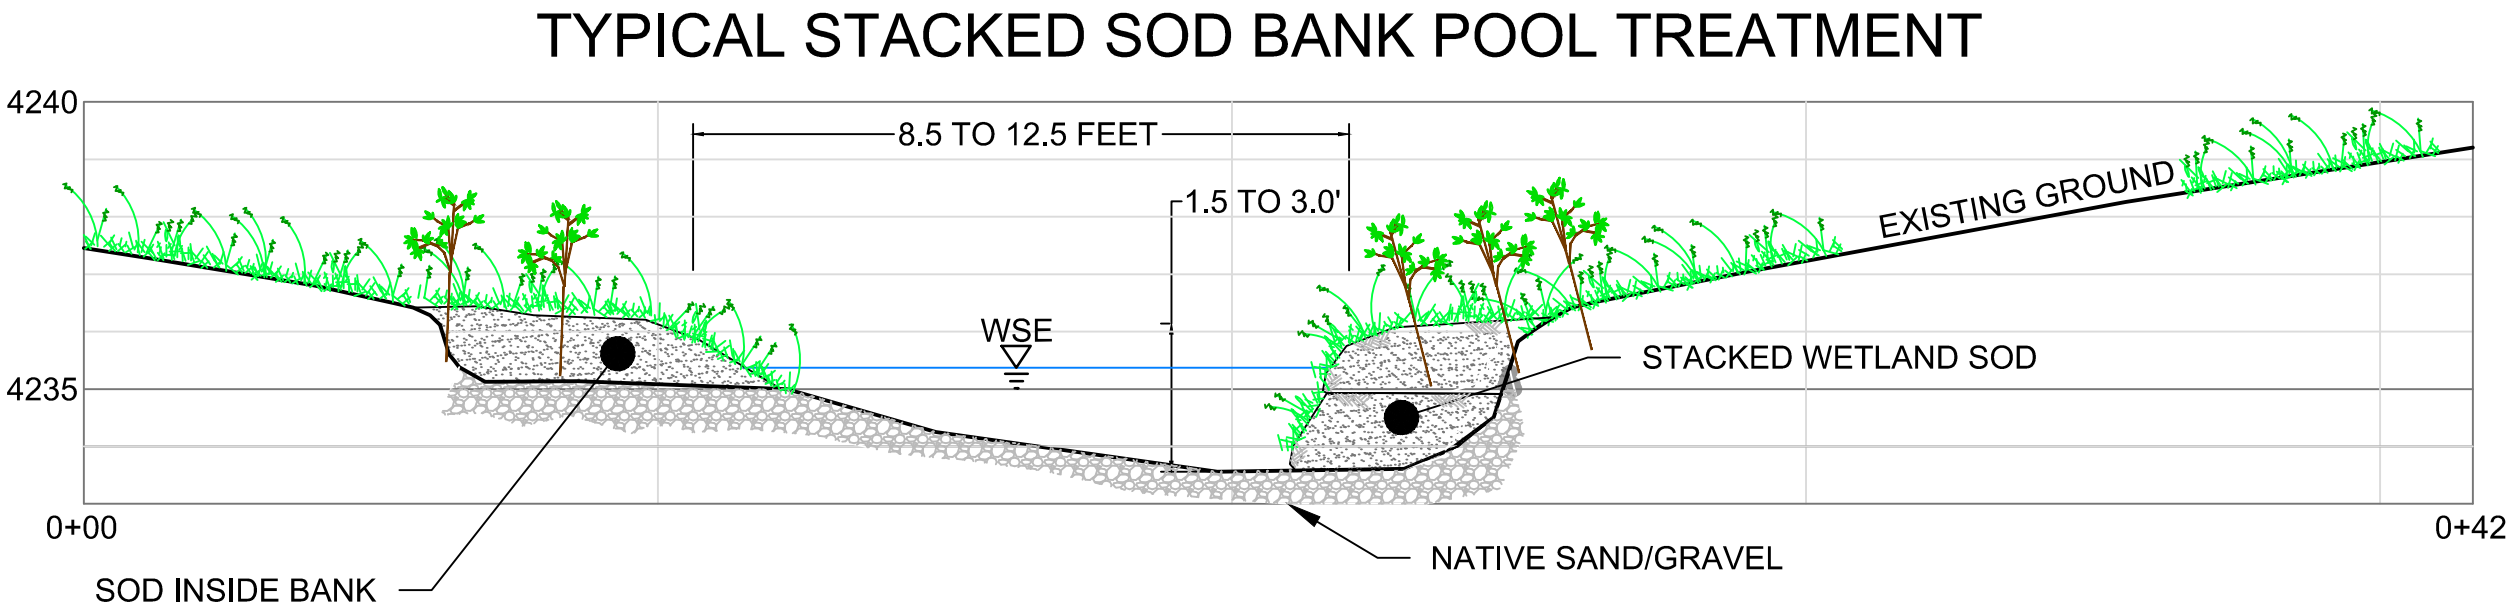 TYPICAL STACKED SOD BANK POOL TREATMENT
4240
8.5 TO 12.5 FEET
1.5 TO 3.0'
EXISTING GROUND
WSE
STACKED WETLAND SOD
4235
0+00
0+42
NATIVE SAND/GRAVEL
SOD INSIDE BANK